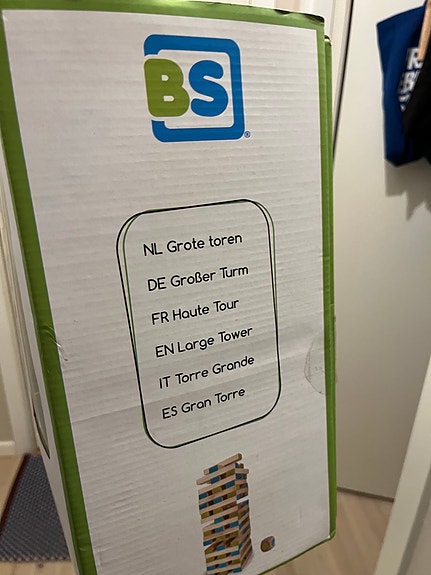 BS
®
NL Grote toren
DE Großer Turm
FR Haute Tour
EN Large Tower
IT Torre Grande
ES Gran Torre